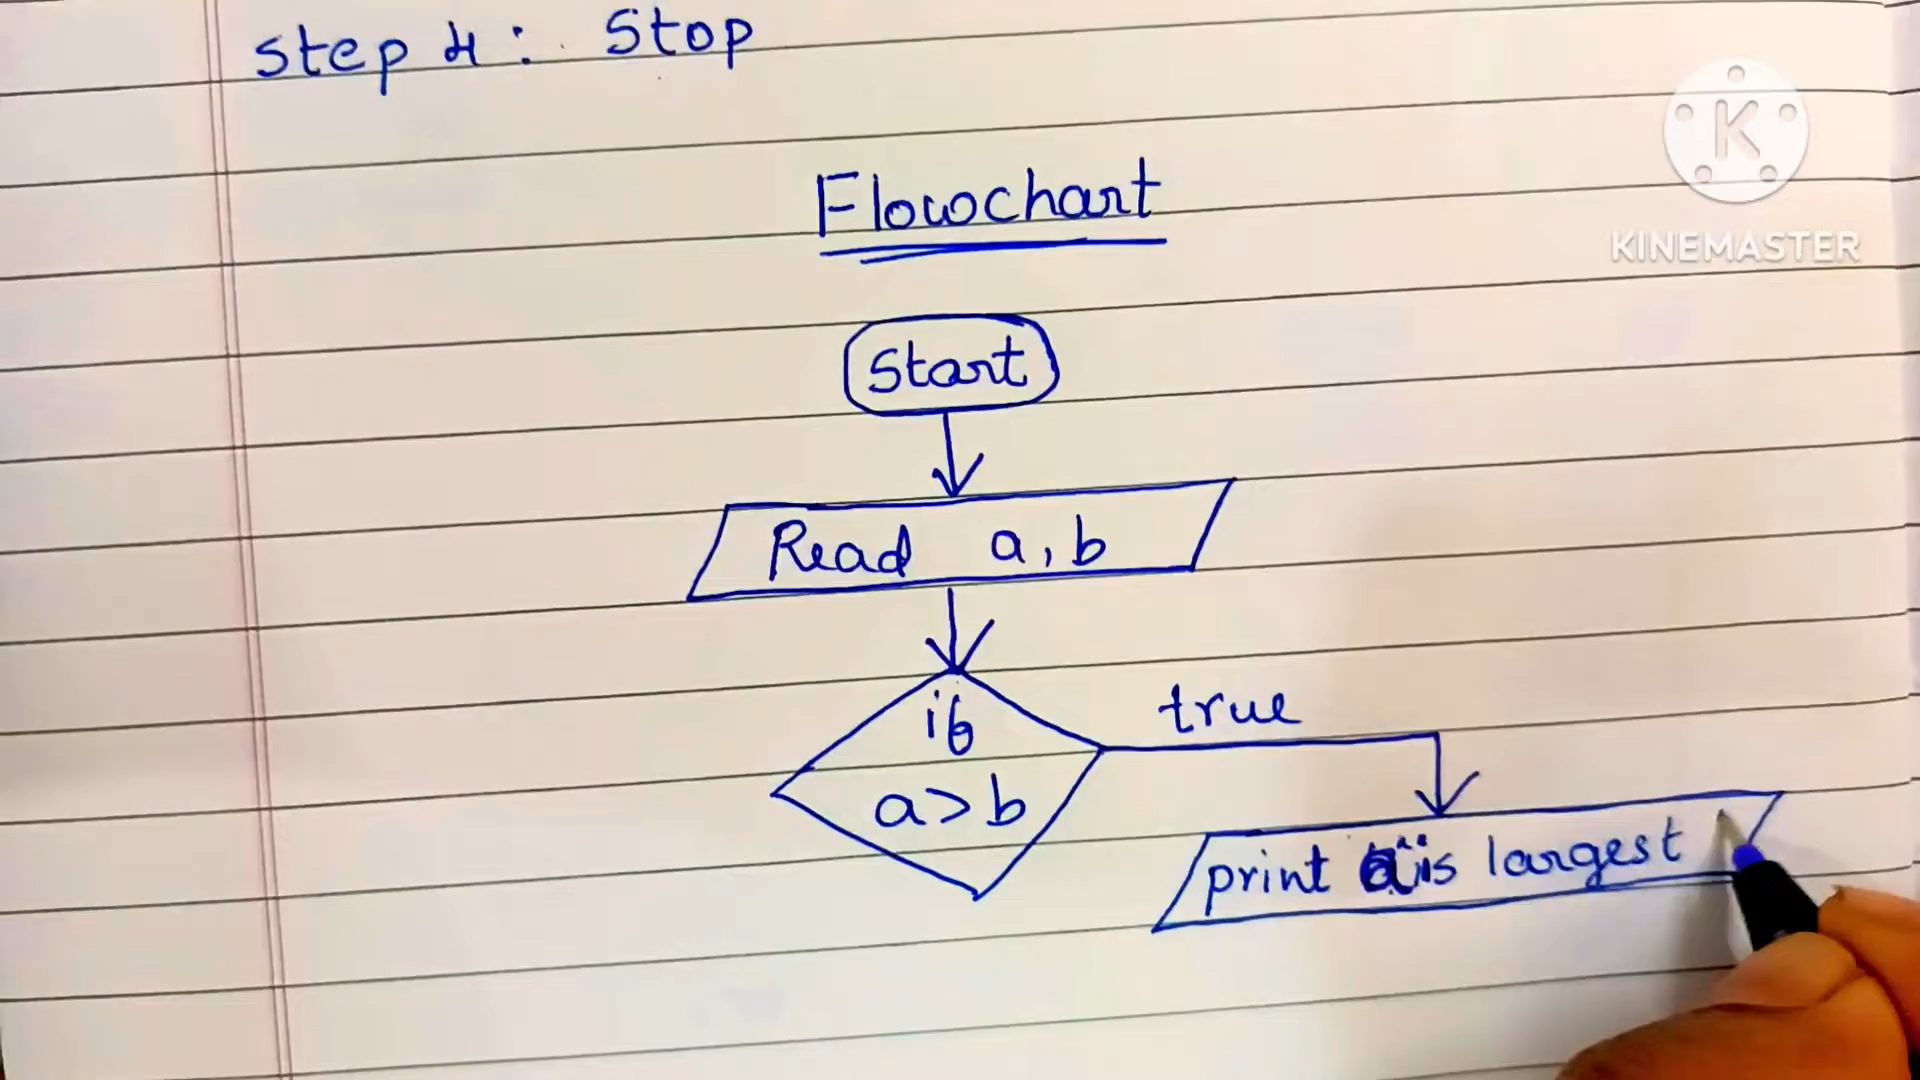 step 4: Stop
K
KINEMASTER
Flowchart
Start
Read a, b
if
a>b
true
print a is largest